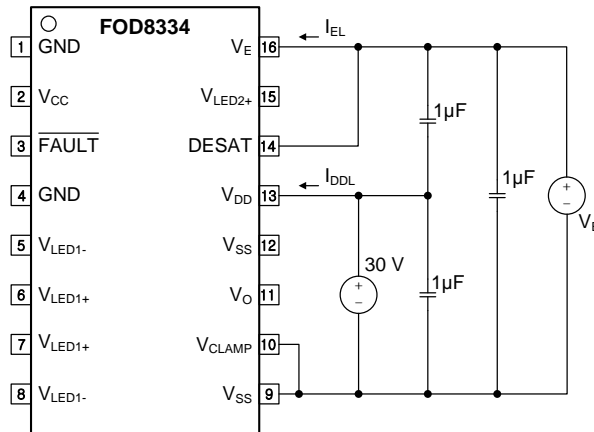 FOD8334
1 GND
2 VCC
3 FAULT
4 GND
5 VLED1-
6 VLED1+
7 VLED1+
8 VLED1-
VE 16
VLED2+ 15
DESAT 14
VDD 13
VSS 12
VO 11
VCLAMP 10
VSS 9
IEL
IDDL
1µF
1µF
1µF
30 V
+
−
+
−
+
−